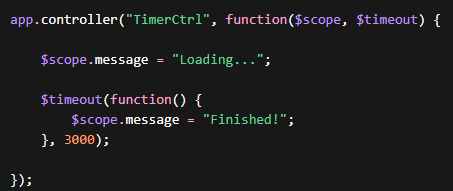 app.controller("TimerCtrl", function($scope, $timeout) {
$scope.message = "Loading...";
$timeout(function() {
$scope.message = "Finished!";
}, 3000);
});